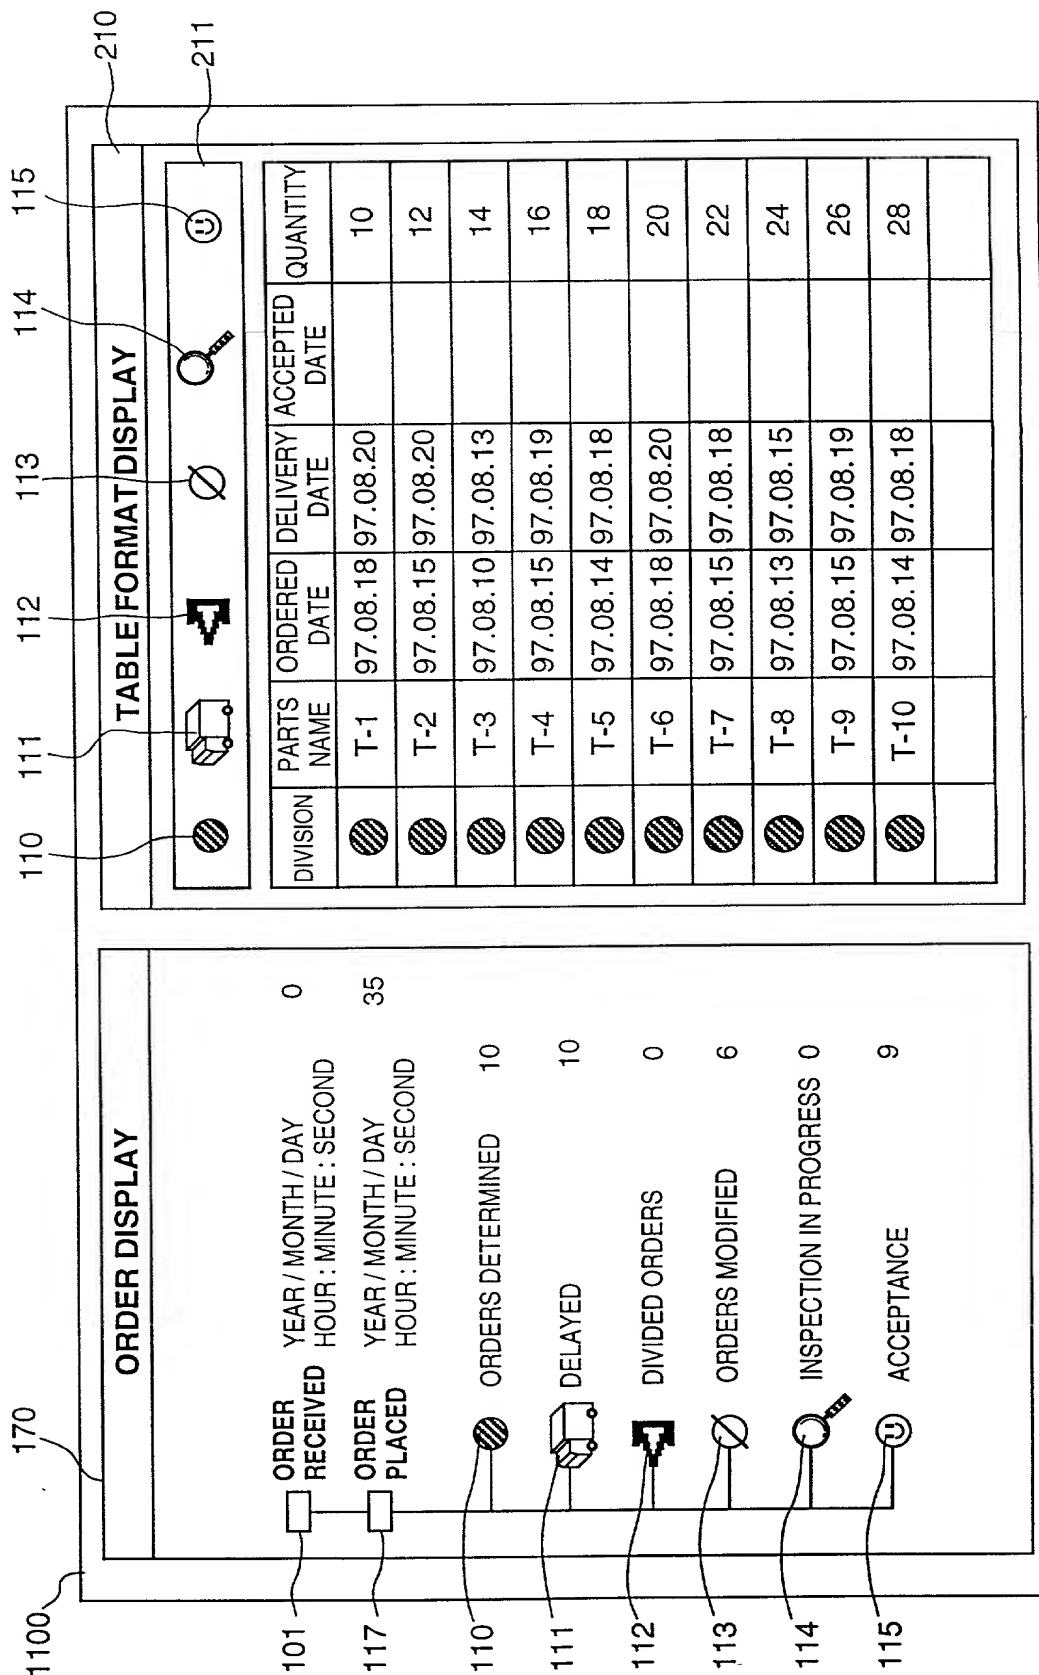 1100
170
ORDER DISPLAY
101
ORDER RECEIVED
YEAR / MONTH / DAY
HOUR : MINUTE : SECOND
0
117
ORDER PLACED
YEAR / MONTH / DAY
HOUR : MINUTE : SECOND
35
110 ORDERS DETERMINED 10
111 DELAYED 10
112 DIVIDED ORDERS 0
113 ORDERS MODIFIED 6
114 INSPECTION IN PROGRESS 0
115 ACCEPTANCE 9
110 111 112 113 114 115
210
211
TABLE FORMAT DISPLAY
DIVISION PARTS NAME ORDERED DATE DELIVERY DATE ACCEPTED DATE QUANTITY
T-1 97.08.18 97.08.20 10
T-2 97.08.15 97.08.20 12
T-3 97.08.10 97.08.13 14
T-4 97.08.15 97.08.19 16
T-5 97.08.14 97.08.18 18
T-6 97.08.18 97.08.20 20
T-7 97.08.15 97.08.18 22
T-8 97.08.13 97.08.15 24
T-9 97.08.15 97.08.19 26
T-10 97.08.14 97.08.18 28